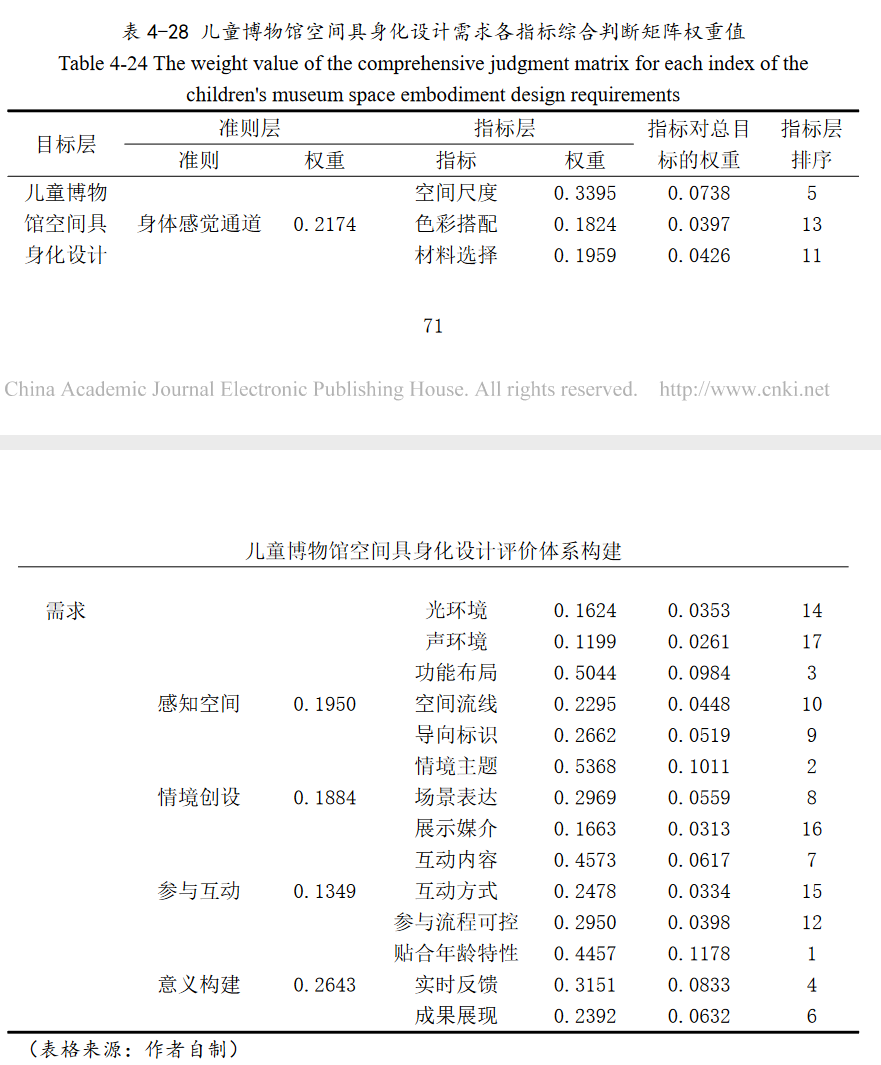 表 4-28 儿童博物馆空间具身化设计需求各指标综合判断矩阵权重值
Table 4-24 The weight value of the comprehensive judgment matrix for each index of the
children's museum space embodiment design requirements
目标层 准则层 指标层 指标对总目标的权重 指标层排序
准则 权重 指标 权重
儿童博物 空间尺度 0.3395 0.0738 5
馆空间具 身体感觉通道 0.2174 色彩搭配 0.1824 0.0397 13
身化设计 材料选择 0.1959 0.0426 11
71
China Academic Journal Electronic Publishing House. All rights reserved. http://www.cnki.net
儿童博物馆空间具身化设计评价体系构建
需求 光环境 0.1624 0.0353 14
声环境 0.1199 0.0261 17
功能布局 0.5044 0.0984 3
感知空间 0.1950 空间流线 0.2295 0.0448 10
导向标识 0.2662 0.0519 9
情境主题 0.5368 0.1011 2
情境创设 0.1884 场景表达 0.2969 0.0559 8
展示媒介 0.1663 0.0313 16
互动内容 0.4573 0.0617 7
参与互动 0.1349 互动方式 0.2478 0.0334 15
参与流程可控 0.2950 0.0398 12
贴合年龄特性 0.4457 0.1178 1
意义构建 0.2643 实时反馈 0.3151 0.0833 4
成果展现 0.2392 0.0632 6
（表格来源：作者自制）